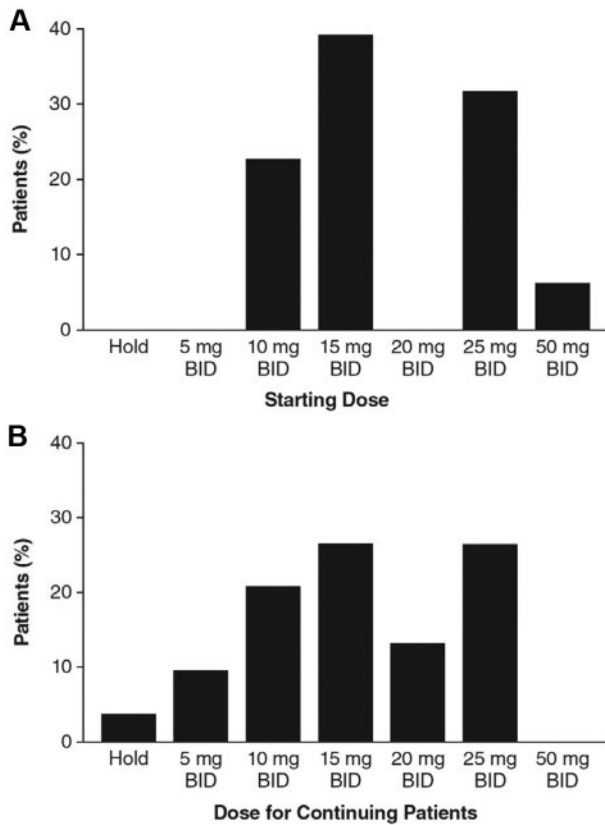 A
40
30
20
10
0
Patients (%)
Hold 5 mg 10 mg 15 mg 20 mg 25 mg 50 mg
BID BID BID BID BID BID
Starting Dose
B
40
30
20
10
0
Patients (%)
Hold 5 mg 10 mg 15 mg 20 mg 25 mg 50 mg
BID BID BID BID BID BID
Dose for Continuing Patients